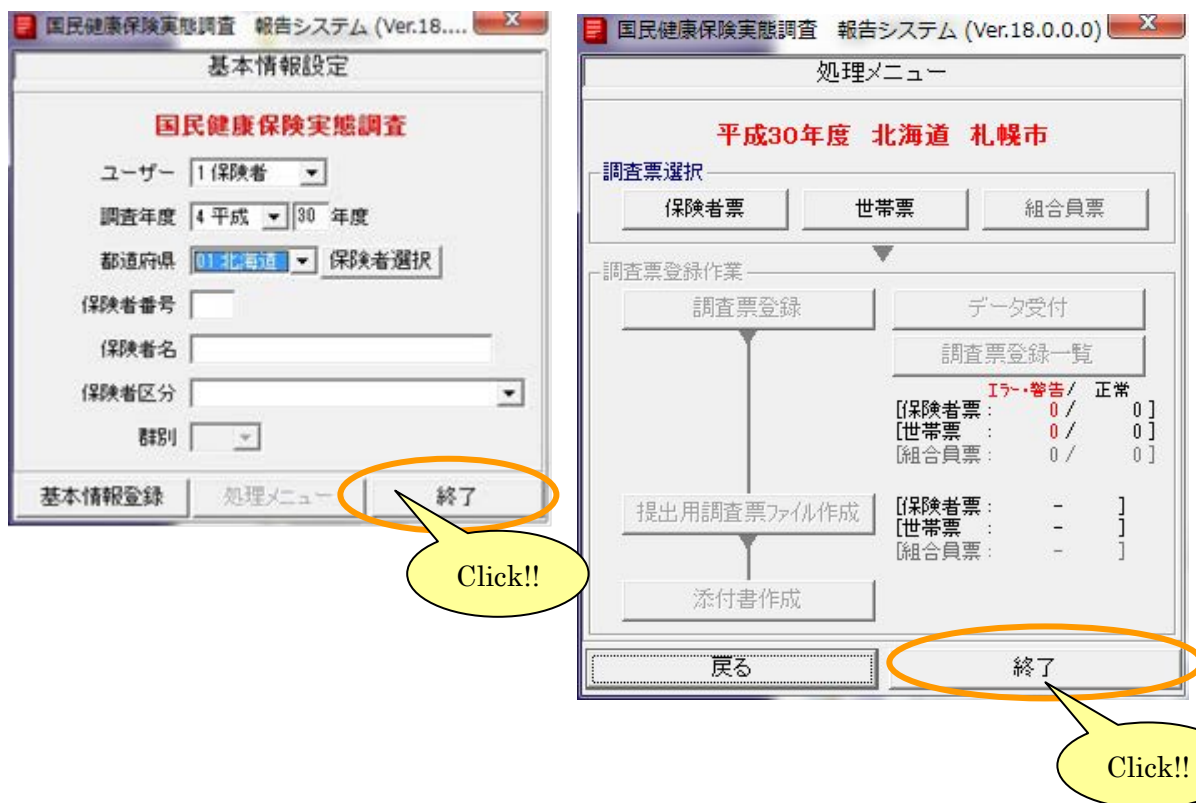 国民健康保険実態調査 報告システム (Ver.18....
基本情報設定
国民健康保険実態調査
ユーザー 1 保険者
調査年度 4 平成 30 年度
都道府県 01 北海道 保険者選択
保険者番号
保険者名
保険者区分
群別
基本情報登録 処理メニュー 終了
Click!!
国民健康保険実態調査 報告システム (Ver.18.0.0.0)
処理メニュー
平成30年度 北海道 札幌市
調査票選択
保険者票 世帯票 組合員票
調査票登録作業
調査票登録 データ受付
調査票登録一覧
エラー・警告/ 正常
[保険者票: 0/ 0]
[世帯票 : 0/ 0]
[組合員票: 0/ 0]
提出用調査票ファイル作成
[保険者票: - ]
[世帯票 : - ]
[組合員票: - ]
添付書作成
戻る 終了
Click!!